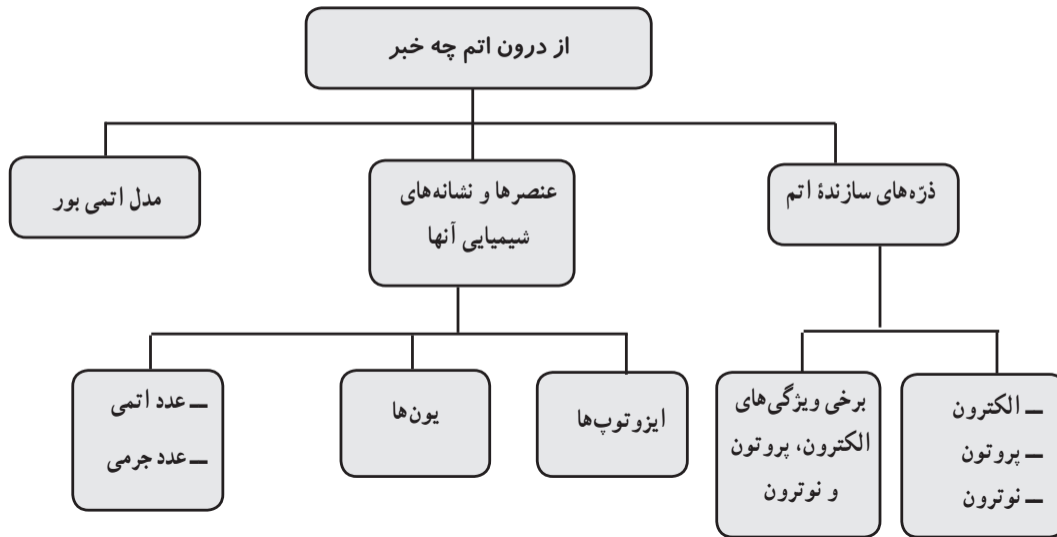 از درون اتم چه خبر
ذرّه‌های سازندهٔ اتم
عنصرها و نشانه‌های
شیمیایی آنها
مدل اتمی بور
ــ الکترون
ــ پروتون
ــ نوترون
برخی ویژگی‌های
الکترون، پروتون
و نوترون
ایزوتوپ‌ها
یون‌ها
ــ عدد اتمی
ــ عدد جرمی